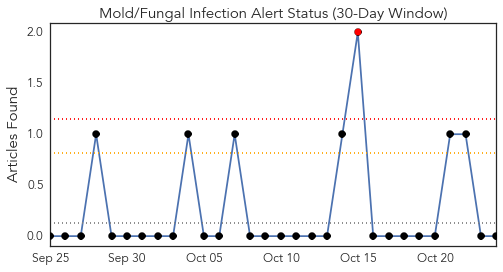 Mold/Fungal Infection Alert Status (30-Day Window)
Articles Found
2.0
1.5
1.0
0.5
0.0
Sep 25 Sep 30 Oct 05 Oct 10 Oct 15 Oct 20